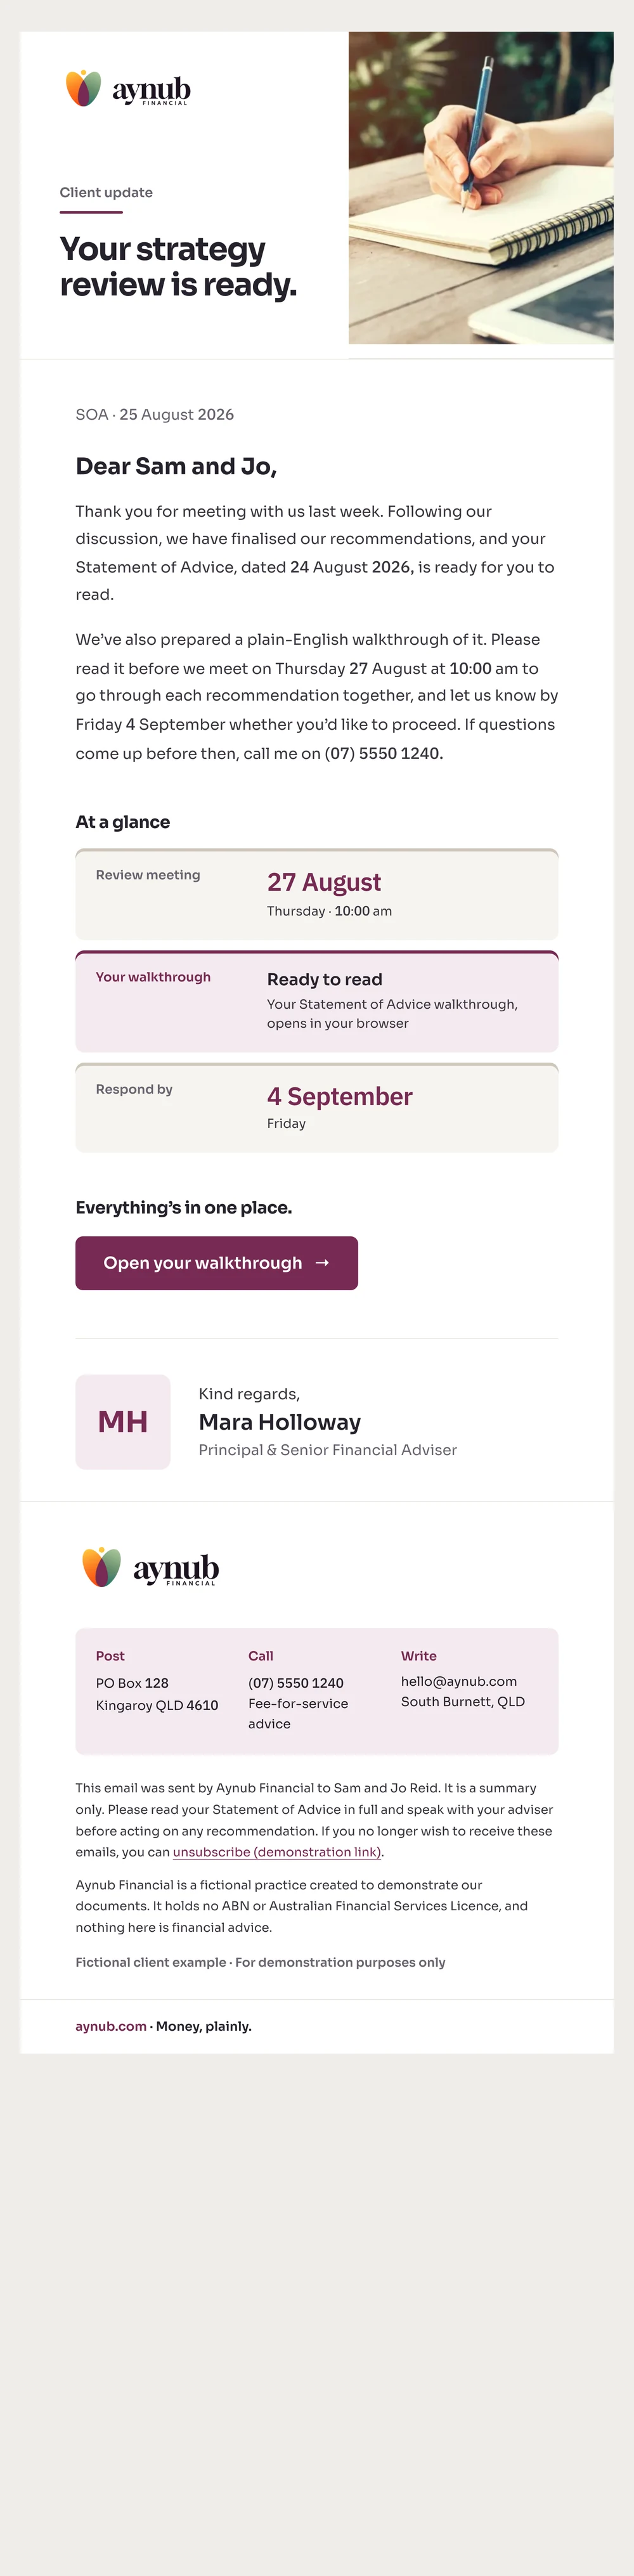 aynub
FINANCIAL
Client update
Your strategy
review is ready.
SOA · 25 August 2026
Dear Sam and Jo,
Thank you for meeting with us last week. Following our
discussion, we have finalised our recommendations, and your
Statement of Advice, dated 24 August 2026, is ready for you to
read.
We’ve also prepared a plain-English walkthrough of it. Please
read it before we meet on Thursday 27 August at 10:00 am to
go through each recommendation together, and let us know by
Friday 4 September whether you’d like to proceed. If questions
come up before then, call me on (07) 5550 1240.
At a glance
Review meeting
27 August
Thursday · 10:00 am
Your walkthrough
Ready to read
Your Statement of Advice walkthrough,
opens in your browser
Respond by
4 September
Friday
Everything’s in one place.
Open your walkthrough →
MH
Kind regards,
Mara Holloway
Principal & Senior Financial Adviser
aynub
FINANCIAL
Post
PO Box 128
Kingaroy QLD 4610
Call
(07) 5550 1240
Fee-for-service
advice
Write
hello@aynub.com
South Burnett, QLD
This email was sent by Aynub Financial to Sam and Jo Reid. It is a summary
only. Please read your Statement of Advice in full and speak with your adviser
before acting on any recommendation. If you no longer wish to receive these
emails, you can unsubscribe (demonstration link).
Aynub Financial is a fictional practice created to demonstrate our
documents. It holds no ABN or Australian Financial Services Licence, and
nothing here is financial advice.
Fictional client example · For demonstration purposes only
aynub.com · Money, plainly.